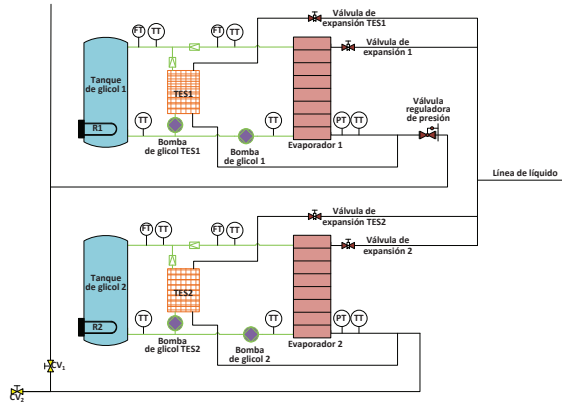 Válvula de
expansión TES1
FT
TT
FT
TT
Válvula de
expansión 1
Tanque
de glicol 1
TES1
Válvula
reguladora
de presión
R1
TT
TT
PT
TT
Bomba
de glicol TES1
Bomba
de glicol 1
Evaporador 1
Línea de líquido
Válvula de
expansión TES2
FT
TT
FT
TT
Válvula de
expansión 2
Tanque
de glicol 2
TES2
R2
TT
TT
PT
TT
Bomba
de glicol TES2
Bomba
de glicol 2
Evaporador 2
CV₁
CV₂